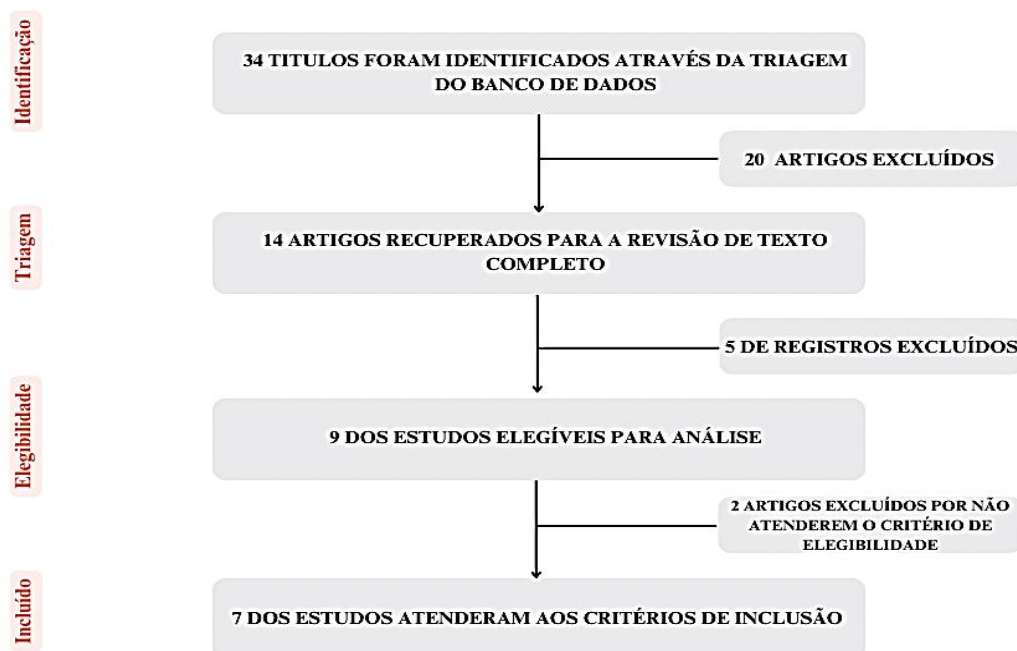 Identificação
34 TITULOS FORAM IDENTIFICADOS ATRAVÉS DA TRIAGEM
DO BANCO DE DADOS
20 ARTIGOS EXCLUÍDOS
Triagem
14 ARTIGOS RECUPERADOS PARA A REVISÃO DE TEXTO
COMPLETO
5 DE REGISTROS EXCLUÍDOS
Elegibilidade
9 DOS ESTUDOS ELEGÍVEIS PARA ANÁLISE
2 ARTIGOS EXCLUÍDOS POR NÃO
ATENDEREM O CRITÉRIO DE
ELEGIBILIDADE
Incluído
7 DOS ESTUDOS ATENDERAM AOS CRITÉRIOS DE INCLUSÃO